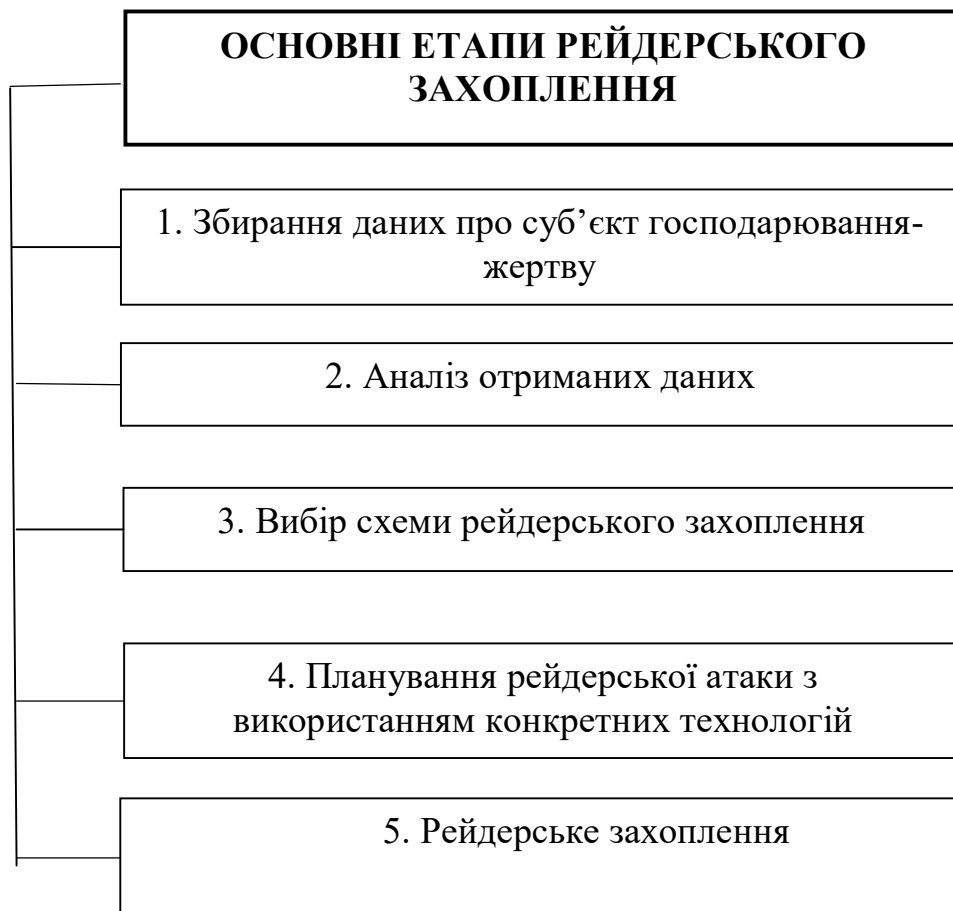 ОСНОВНІ ЕТАПИ РЕЙДЕРСЬКОГО
ЗАХОПЛЕННЯ
1. Збирання даних про суб’єкт господарювання-
жертву
2. Аналіз отриманих даних
3. Вибір схеми рейдерського захоплення
4. Планування рейдерської атаки з
використанням конкретних технологій
5. Рейдерське захоплення